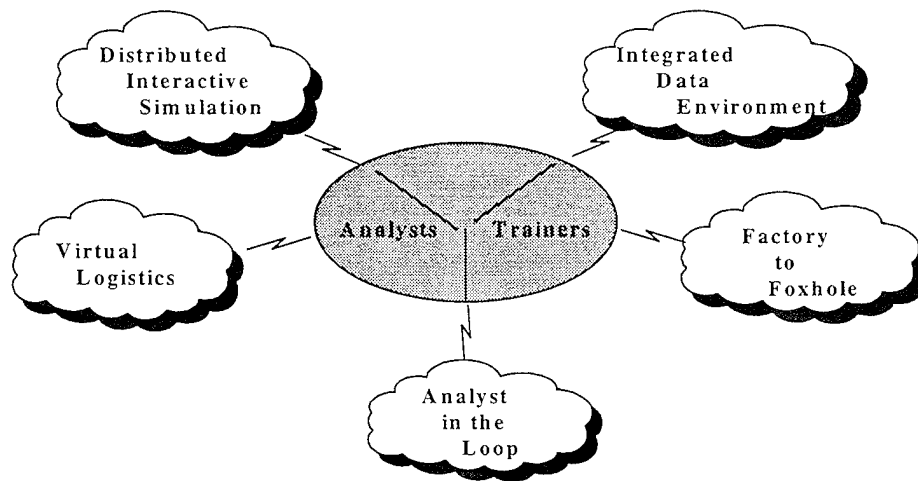 Distributed
Interactive
Simulation
Integrated
Data
Environment
Analysts
Trainers
Virtual
Logistics
Factory
to
Foxhole
Analyst
in the
Loop